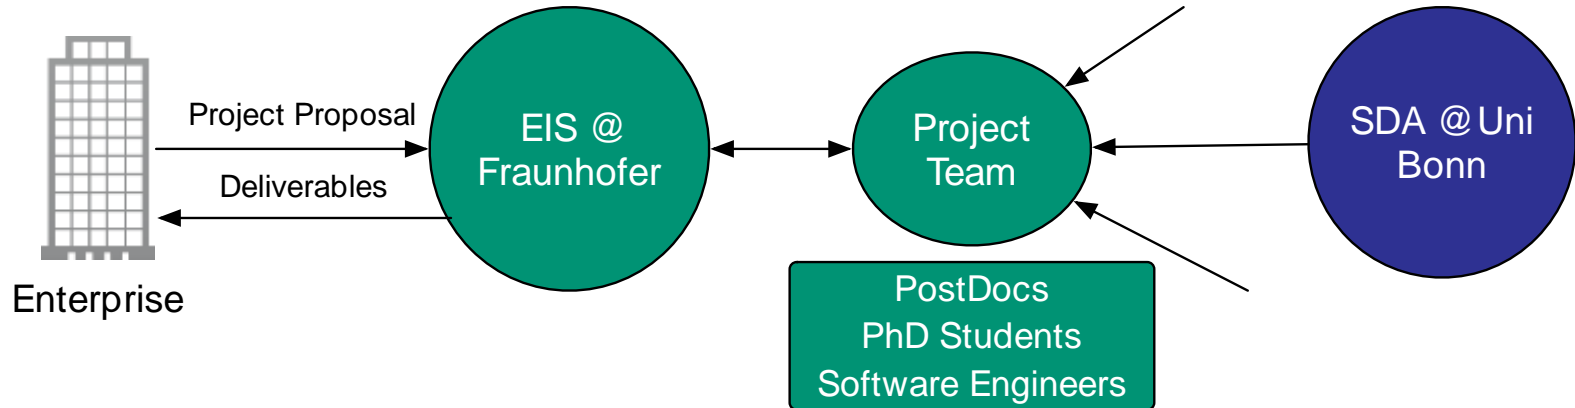 Project Proposal
Deliverables
Enterprise
EIS @
Fraunhofer
Project
Team
PostDocs
PhD Students
Software Engineers
SDA @Uni
Bonn